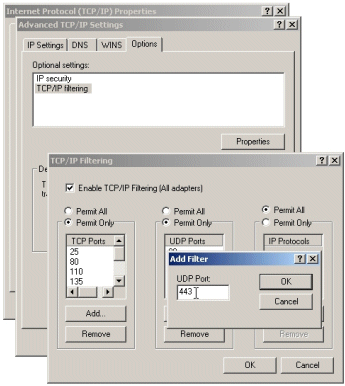 Internet Protocol (TCP/IP) Properties
Advanced TCP/IP Settings
IP Settings DNS WINS Options
Optional settings:
IP security
TCP/IP filtering
Properties
TCP/IP Filtering
Enable TCP/IP Filtering (All adapters)
Permit All Permit All Permit All
Permit Only Permit Only Permit Only
TCP Ports UDP Ports IP Protocols
25
80
110
135
Add Filter
UDP Port:
443
OK
Cancel
Add...
Remove Remove Remove
OK Cancel